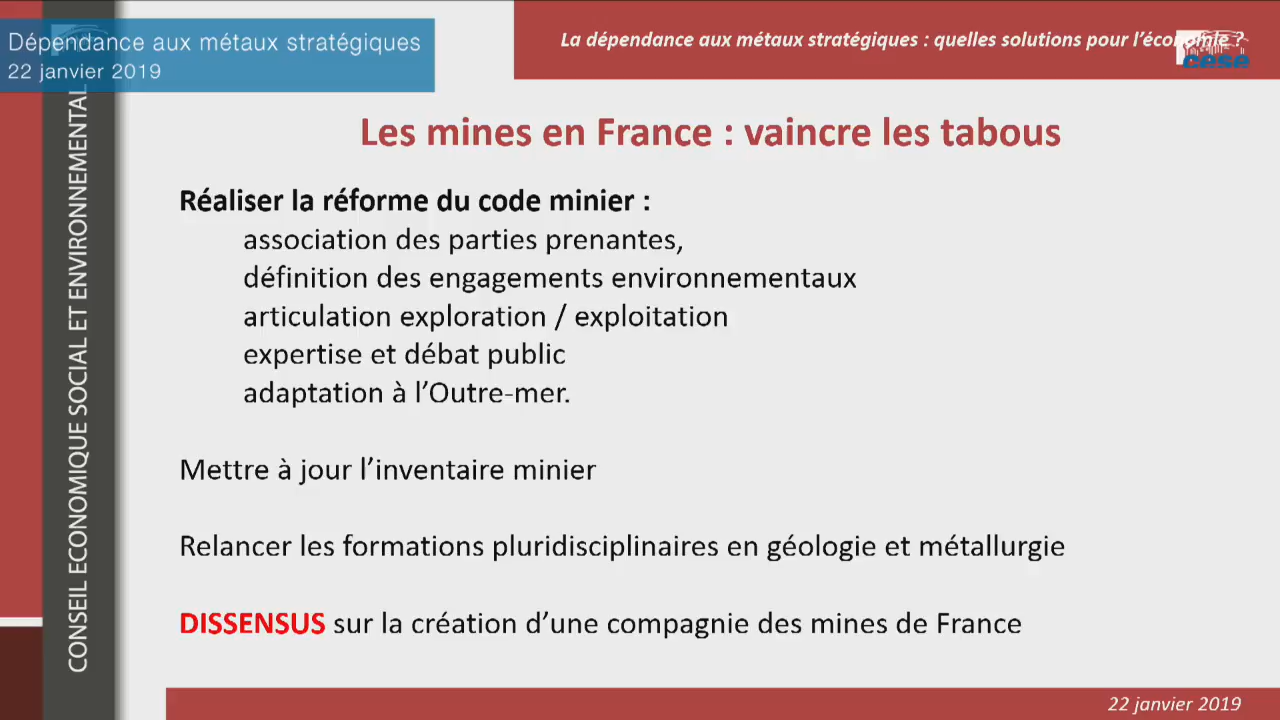 Dépendance aux métaux stratégiques
22 janvier 2019
La dépendance aux métaux stratégiques : quelles solutions pour l’économie ?
cese
CONSEIL ECONOMIQUE SOCIAL ET ENVIRONNEMENTAL
Les mines en France : vaincre les tabous
Réaliser la réforme du code minier :
association des parties prenantes,
définition des engagements environnementaux
articulation exploration / exploitation
expertise et débat public
adaptation à l’Outre-mer.
Mettre à jour l’inventaire minier
Relancer les formations pluridisciplinaires en géologie et métallurgie
DISSENSUS sur la création d’une compagnie des mines de France
22 janvier 2019